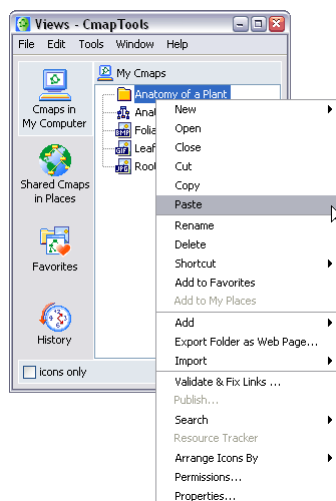 Views - CmapTools
File Edit Tools Window Help
My Cmaps
Cmaps in
My Computer
Shared Cmaps
in Places
Favorites
History
icons only
Anatomy of a Plant
BMP
GIF Leaf
JPG
New
Open
Close
Cut
Copy
Paste
Rename
Delete
Shortcut
Add to Favorites
Add to My Places
Add
Export Folder as Web Page...
Import
Validate & Fix Links ...
Publish...
Search
Resource Tracker
Arrange Icons By
Permissions...
Properties...